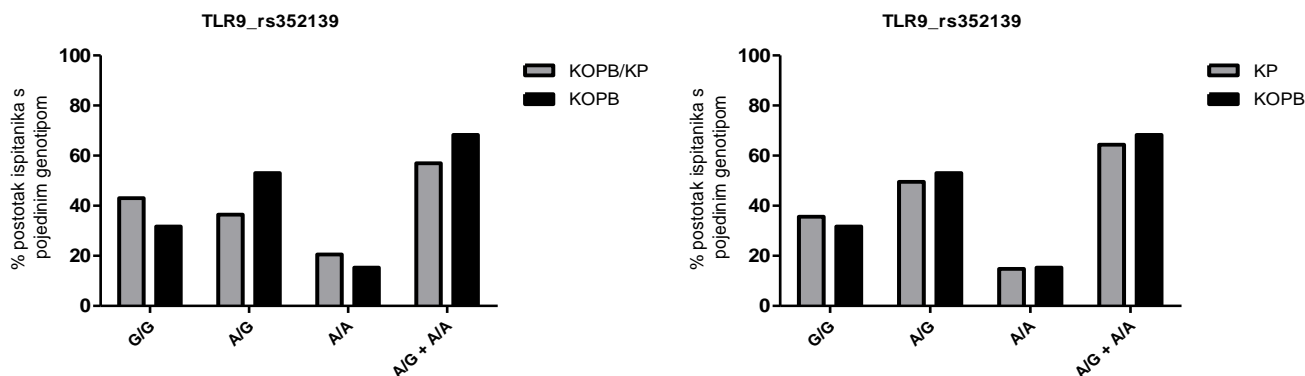 TLR9_rs352139
100
80
60
40
20
0
% postotak ispitanika s
pojedinim genotipom
G/G
A/G
A/A
A/G + A/A
KOPB/KP
KOPB
TLR9_rs352139
100
80
60
40
20
0
% postotak ispitanika s
pojedinim genotipom
G/G
A/G
A/A
A/G + A/A
KP
KOPB